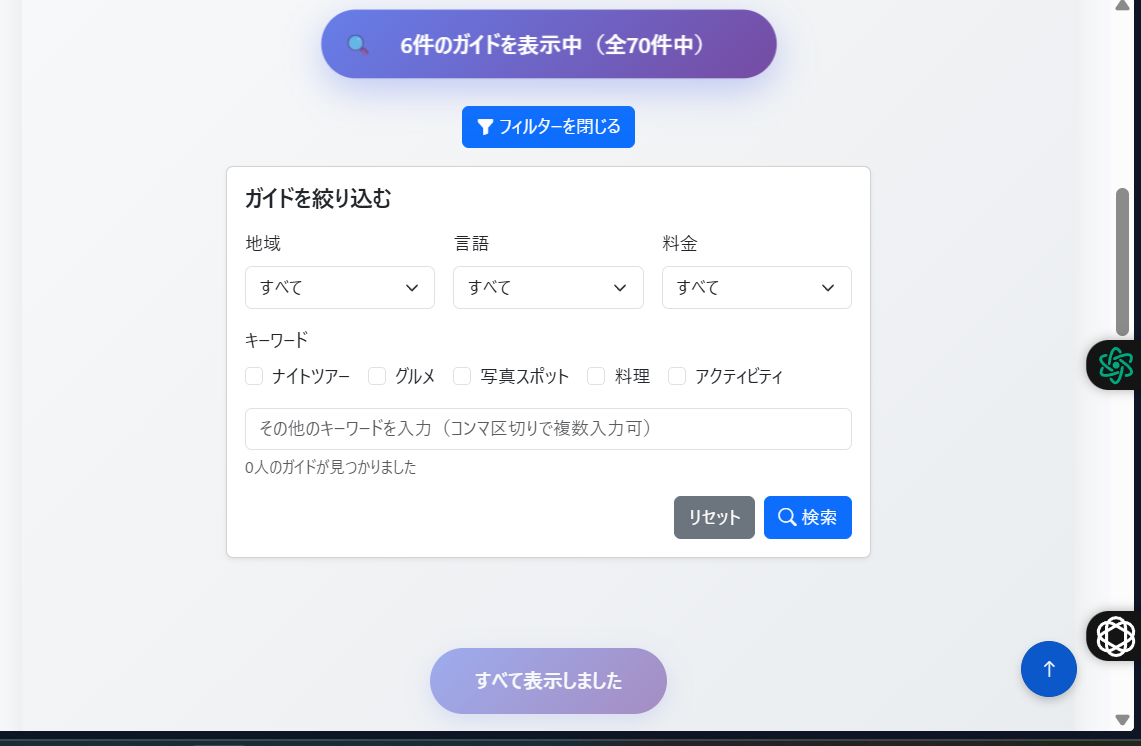 6件のガイドを表示中（全70件中）
フィルターを閉じる
ガイドを絞り込む
地域 言語 料金
すべて すべて すべて
キーワード
ナイトツアー グルメ 写真スポット 料理 アクティビティ
その他のキーワードを入力（コンマ区切りで複数入力可）
0人のガイドが見つかりました
リセット 検索
すべて表示しました